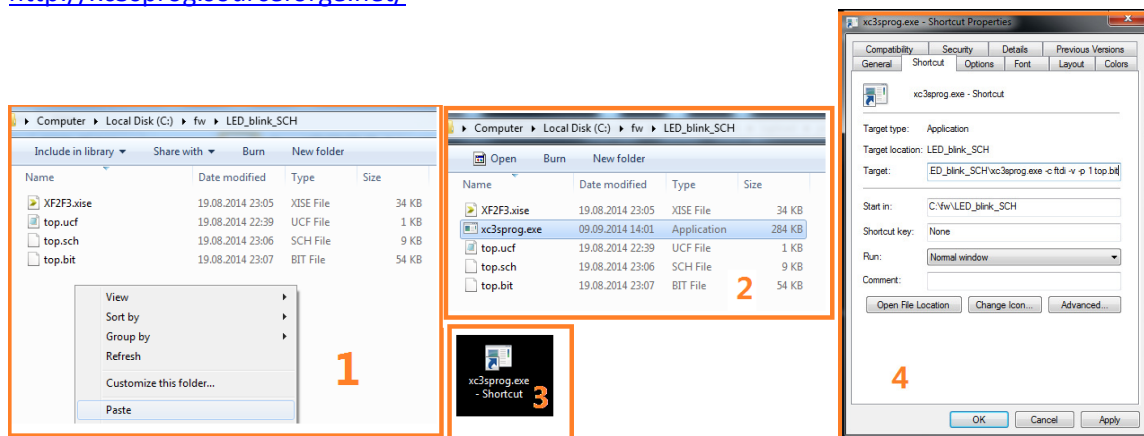 http://xc3sprog.sourceforge.net/
Computer ▸ Local Disk (C:) ▸ fw ▸ LED_blink_SCH
Include in library ▾ Share with ▾ Burn New folder
Name Date modified Type Size
XF2F3.xise 19.08.2014 23:05 XISE File 34 KB
top.ucf 19.08.2014 22:39 UCF File 1 KB
top.sch 19.08.2014 23:06 SCH File 9 KB
top.bit 19.08.2014 23:07 BIT File 54 KB
View
Sort by
Group by
Refresh
Customize this folder...
Paste
1
Computer ▸ Local Disk (C:) ▸ fw ▸ LED_blink_SCH
Open Burn New folder
Name Date modified Type Size
XF2F3.xise 19.08.2014 23:05 XISE File 34 KB
xc3sprog.exe 09.09.2014 14:01 Application 284 KB
top.ucf 19.08.2014 22:39 UCF File 1 KB
top.sch 19.08.2014 23:06 SCH File 9 KB
top.bit 19.08.2014 23:07 BIT File 54 KB
2
xc3sprog.exe
- Shortcut
3
xc3sprog.exe - Shortcut Properties
Compatibility Security Details Previous Versions
General Shortcut Options Font Layout Colors
xc3sprog.exe - Shortcut
Target type: Application
Target location: LED_blink_SCH
Target: ED_blink_SCH\xc3sprog.exe -c ftdi -v -p 1 top.bit
Start in: C:\fw\LED_blink_SCH
Shortcut key: None
Run: Normal window
Comment:
Open File Location Change Icon... Advanced...
4
OK Cancel Apply